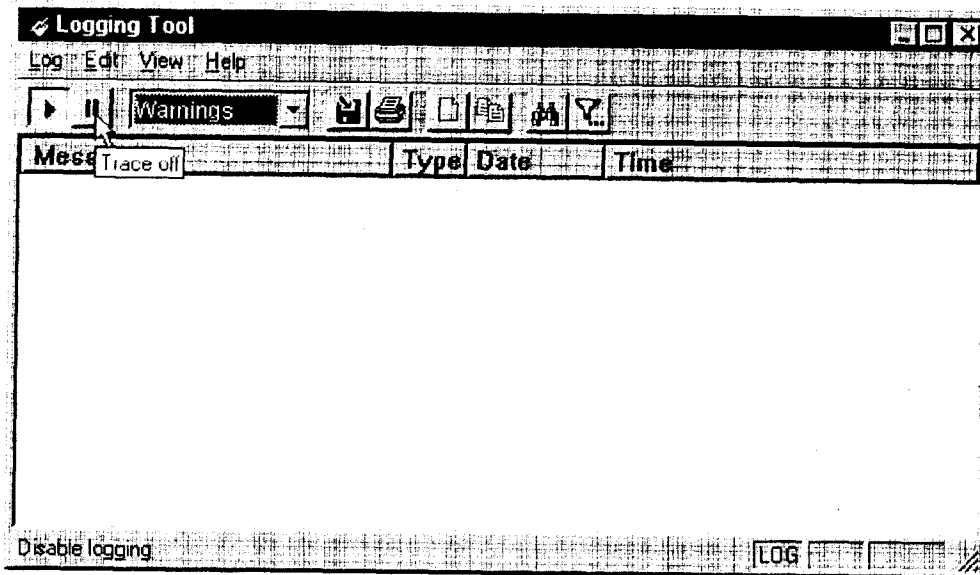 Logging Tool
Log Edit View Help
Warnings
Mess Type Date Time
Trace off
Disable logging
LOG